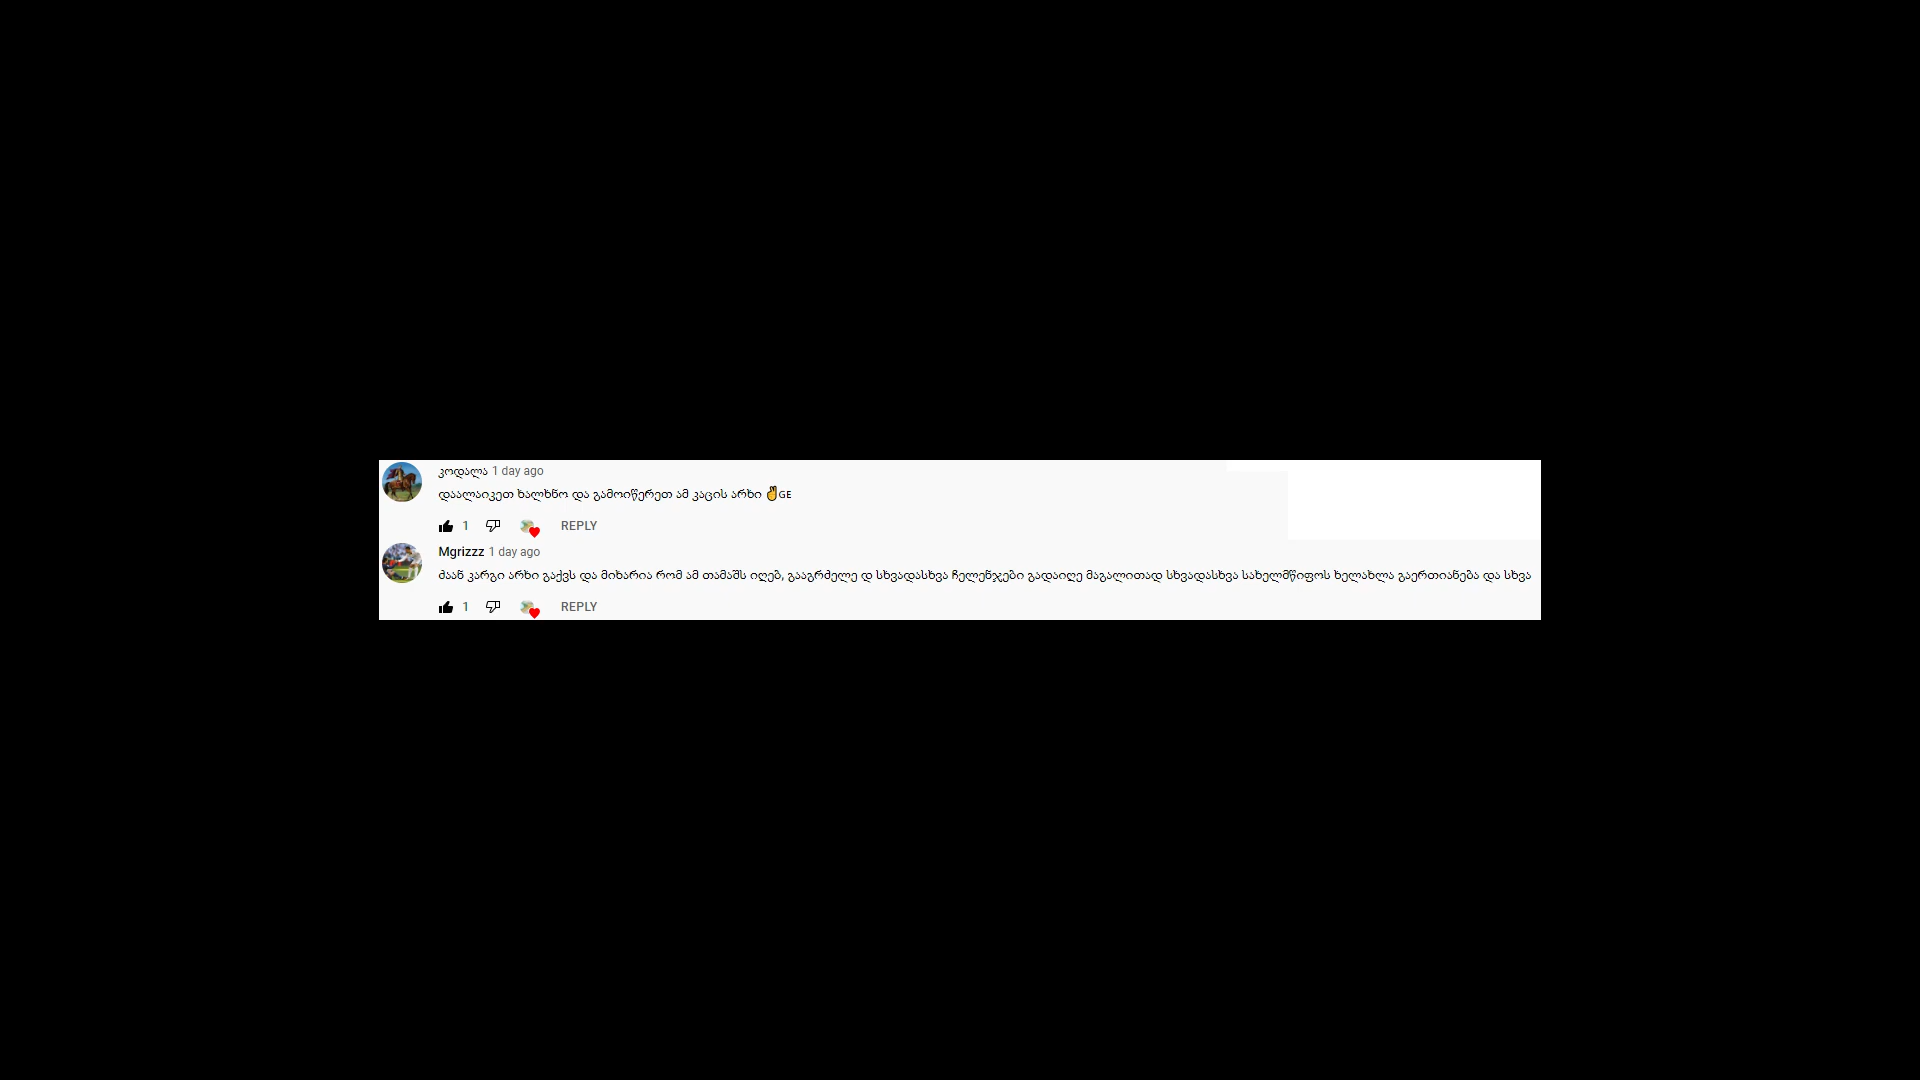 კოდალა 1 day ago
დაალაიკეთ ხალხნო და გამოიწერეთ ამ კაცის არხი ✌️GE
1 REPLY
Mgrizzz 1 day ago
ძაან კარგი არხი გაქვს და მიხარია რომ ამ თამაშს იღებ, გააგრძელე დ სხვადასხვა ჩელენჯები გადაიღე მაგალითად სხვადასხვა სახელმწიფოს ხელახლა გაერთიანება და სხვა
1 REPLY